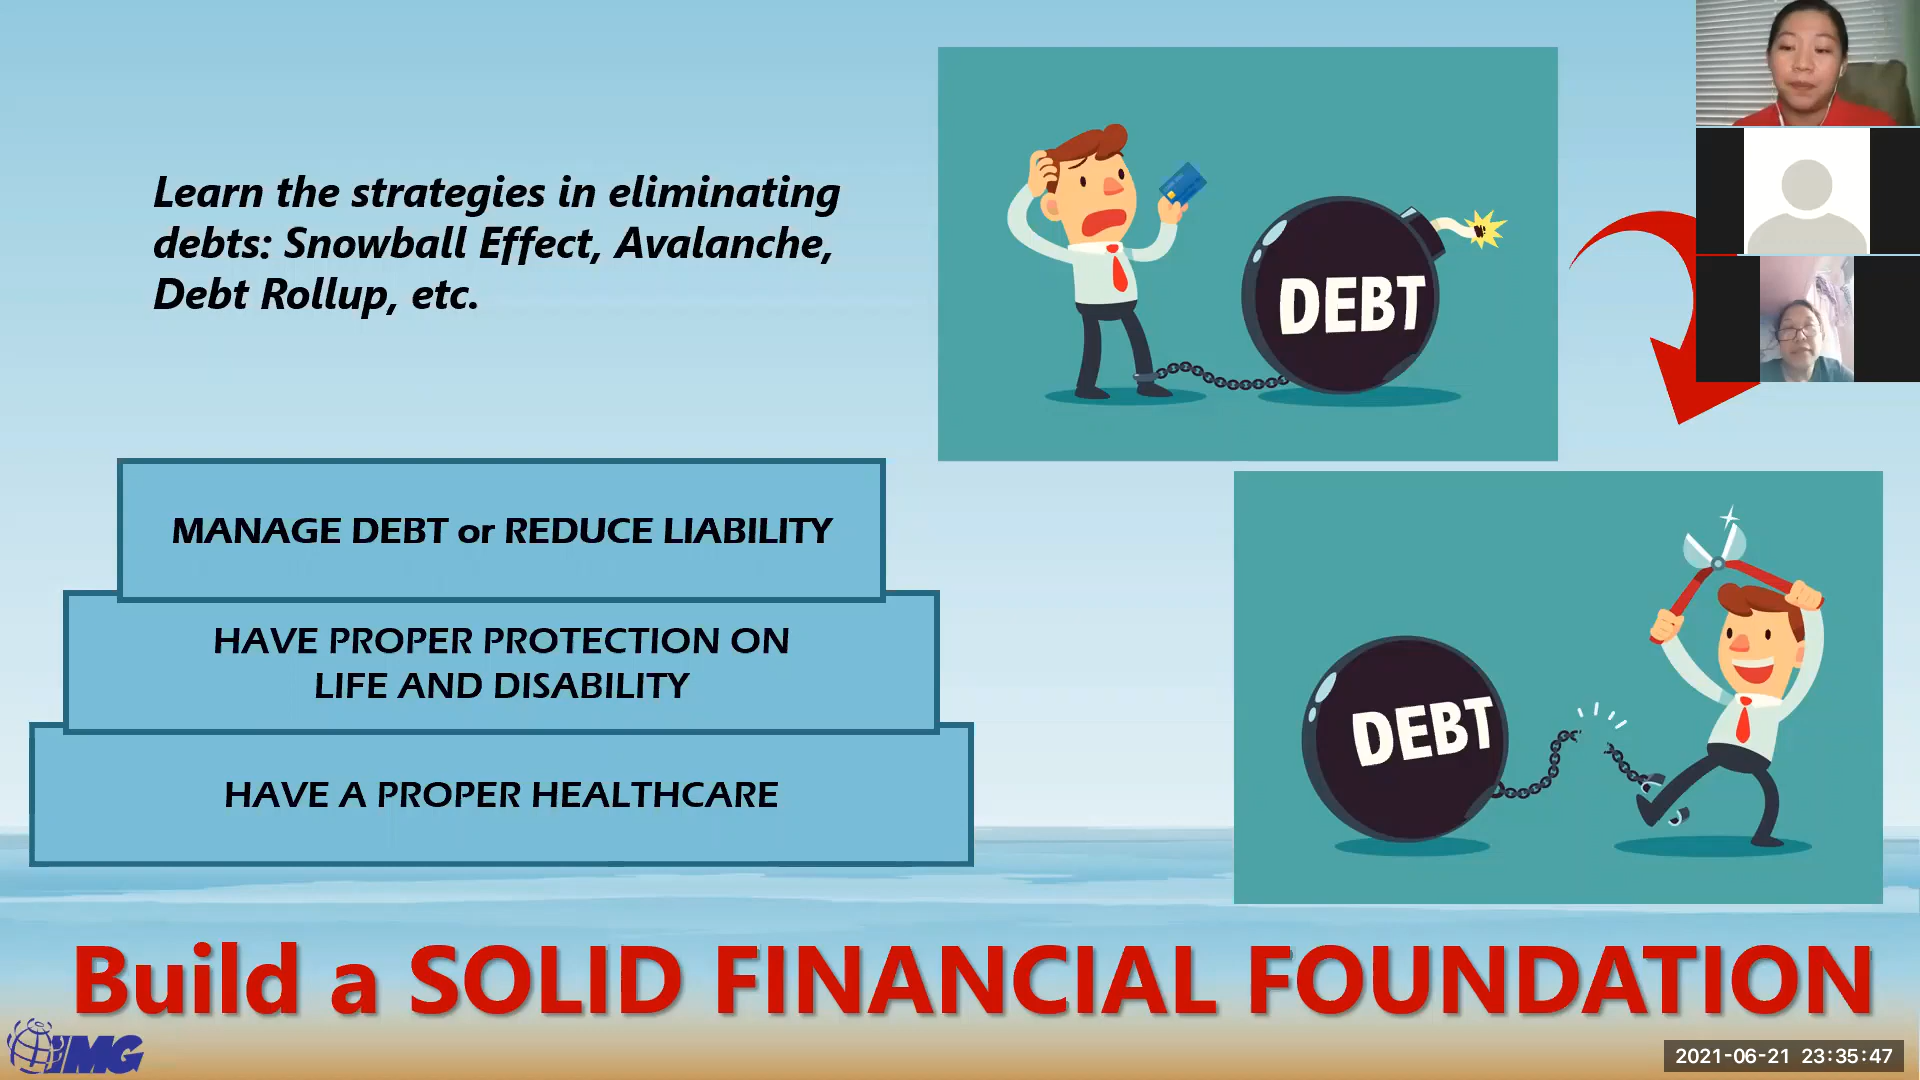 Learn the strategies in eliminating
debts: Snowball Effect, Avalanche,
Debt Rollup, etc.
DEBT
MANAGE DEBT or REDUCE LIABILITY
HAVE PROPER PROTECTION ON
LIFE AND DISABILITY
HAVE A PROPER HEALTHCARE
DEBT
Build a SOLID FINANCIAL FOUNDATION
IMG
2021-06-21 23:35:47